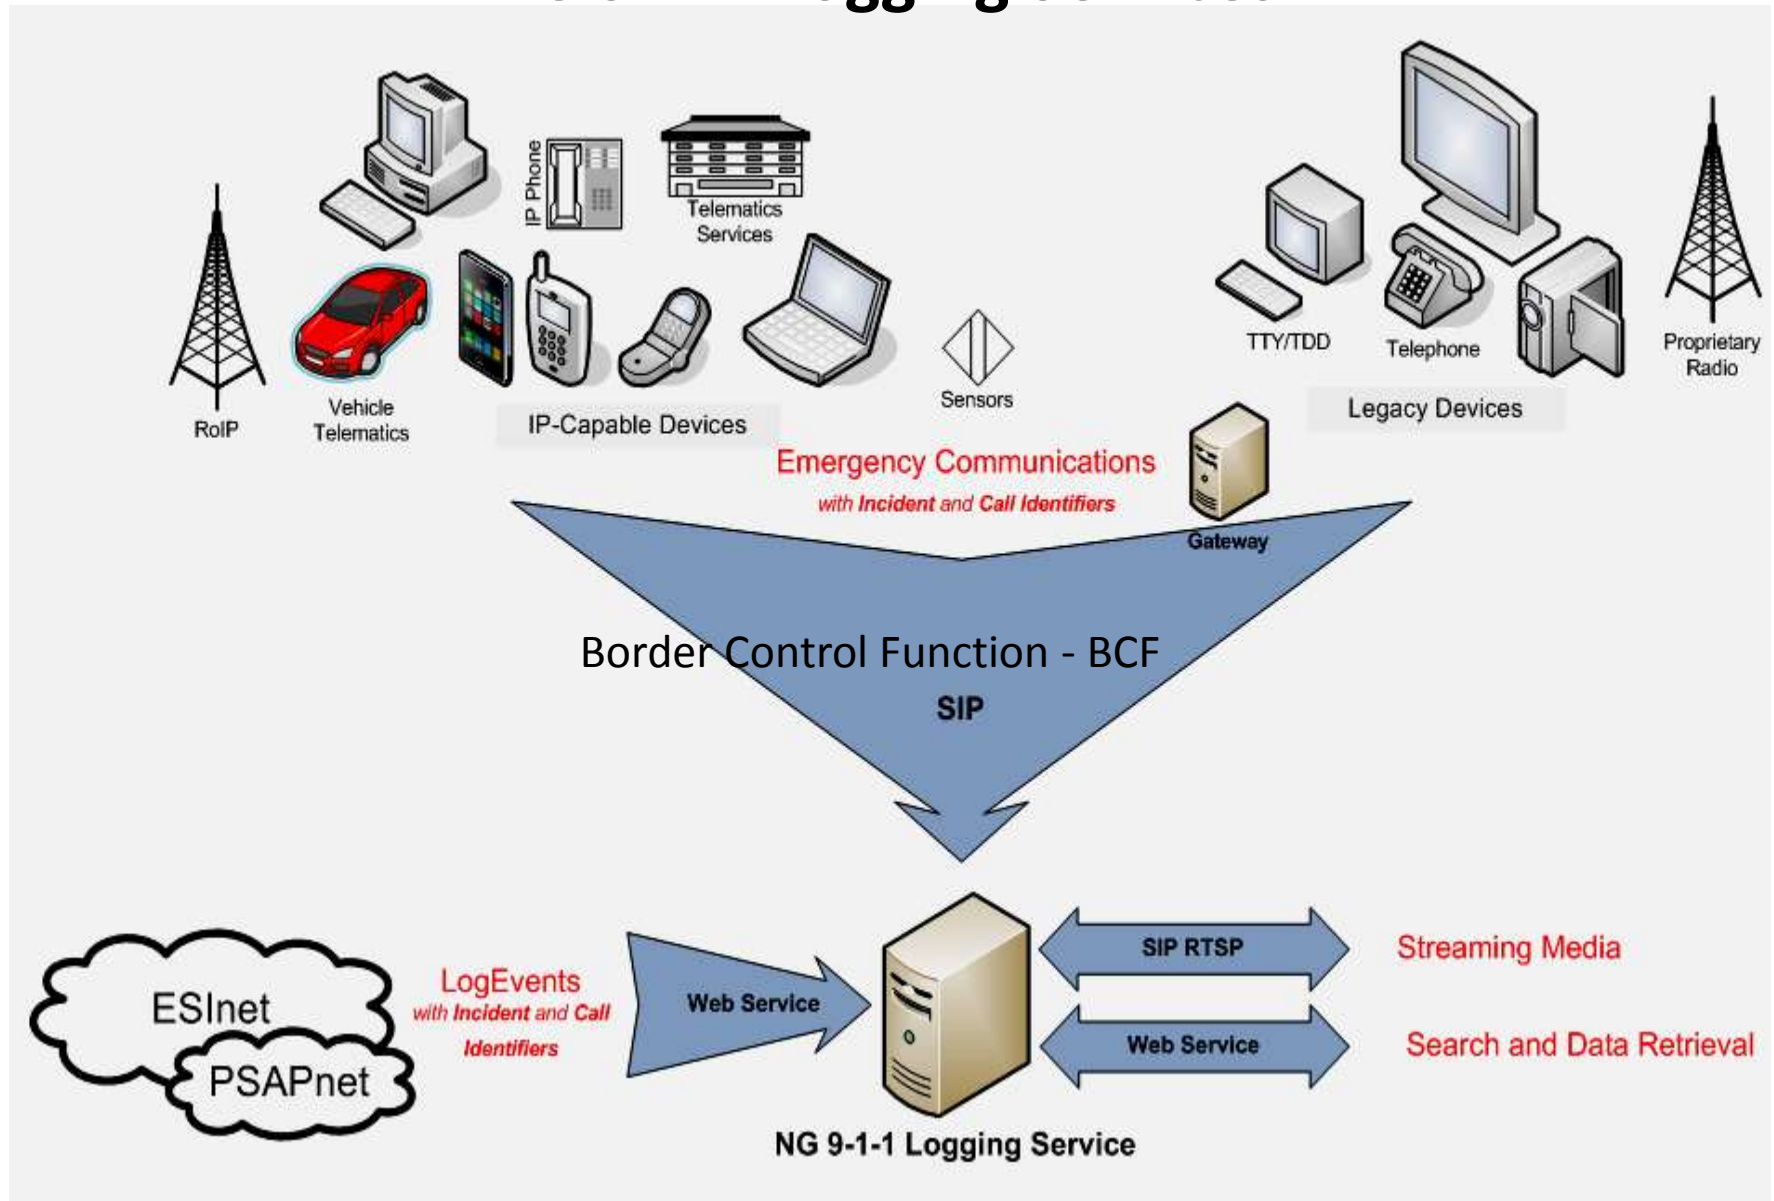 IP Phone
Telematics
Services
RoIP
Vehicle
Telematics
IP-Capable Devices
Sensors
TTY/TDD
Telephone
Proprietary
Radio
Legacy Devices
Emergency Communications
with Incident and Call Identifiers
Gateway
Border Control Function - BCF
SIP
ESInet
PSAPnet
LogEvents
with Incident and Call
Identifiers
Web Service
SIP RTSP
Streaming Media
Web Service
Search and Data Retrieval
NG 9-1-1 Logging Service